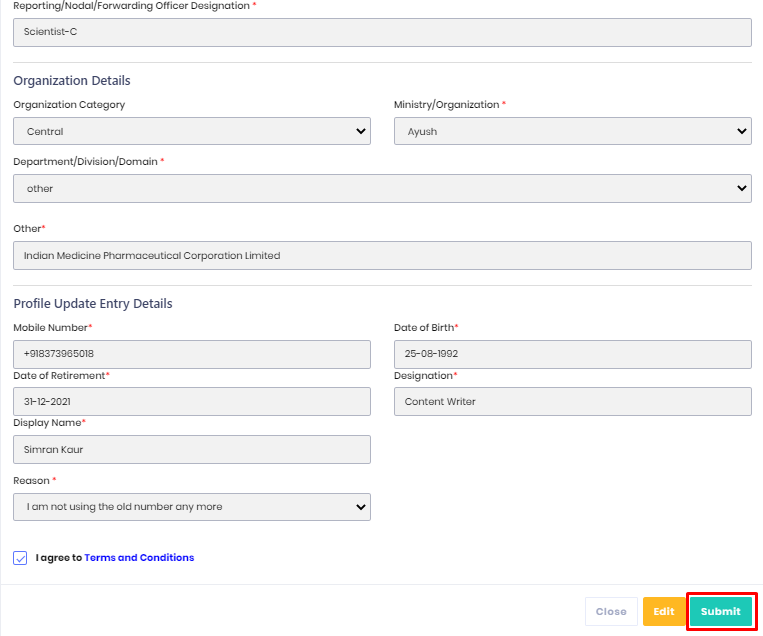 Reporting/Nodal/Forwarding Officer Designation *
Scientist-C
Organization Details
Organization Category
Ministry/Organization *
Central
Ayush
Department/Division/Domain *
other
Other*
Indian Medicine Pharmaceutical Corporation Limited
Profile Update Entry Details
Mobile Number*
Date of Birth*
+918373965018
25-08-1992
Date of Retirement*
Designation*
31-12-2021
Content Writer
Display Name*
Simran Kaur
Reason *
I am not using the old number any more
I agree to Terms and Conditions
Close
Edit
Submit